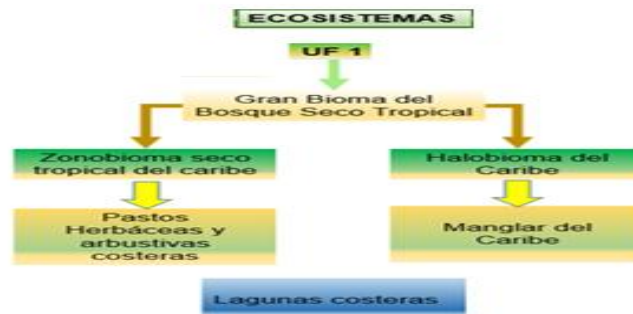 ECOSISTEMAS
UF 1
Gran Bioma del
Bosque Seco Tropical
Zonobioma seco
tropical del caribe
Halobioma del
Caribe
Pastos
Herbáceas y
arbustivas
costeras
Manglar del
Caribe
Lagunas costeras